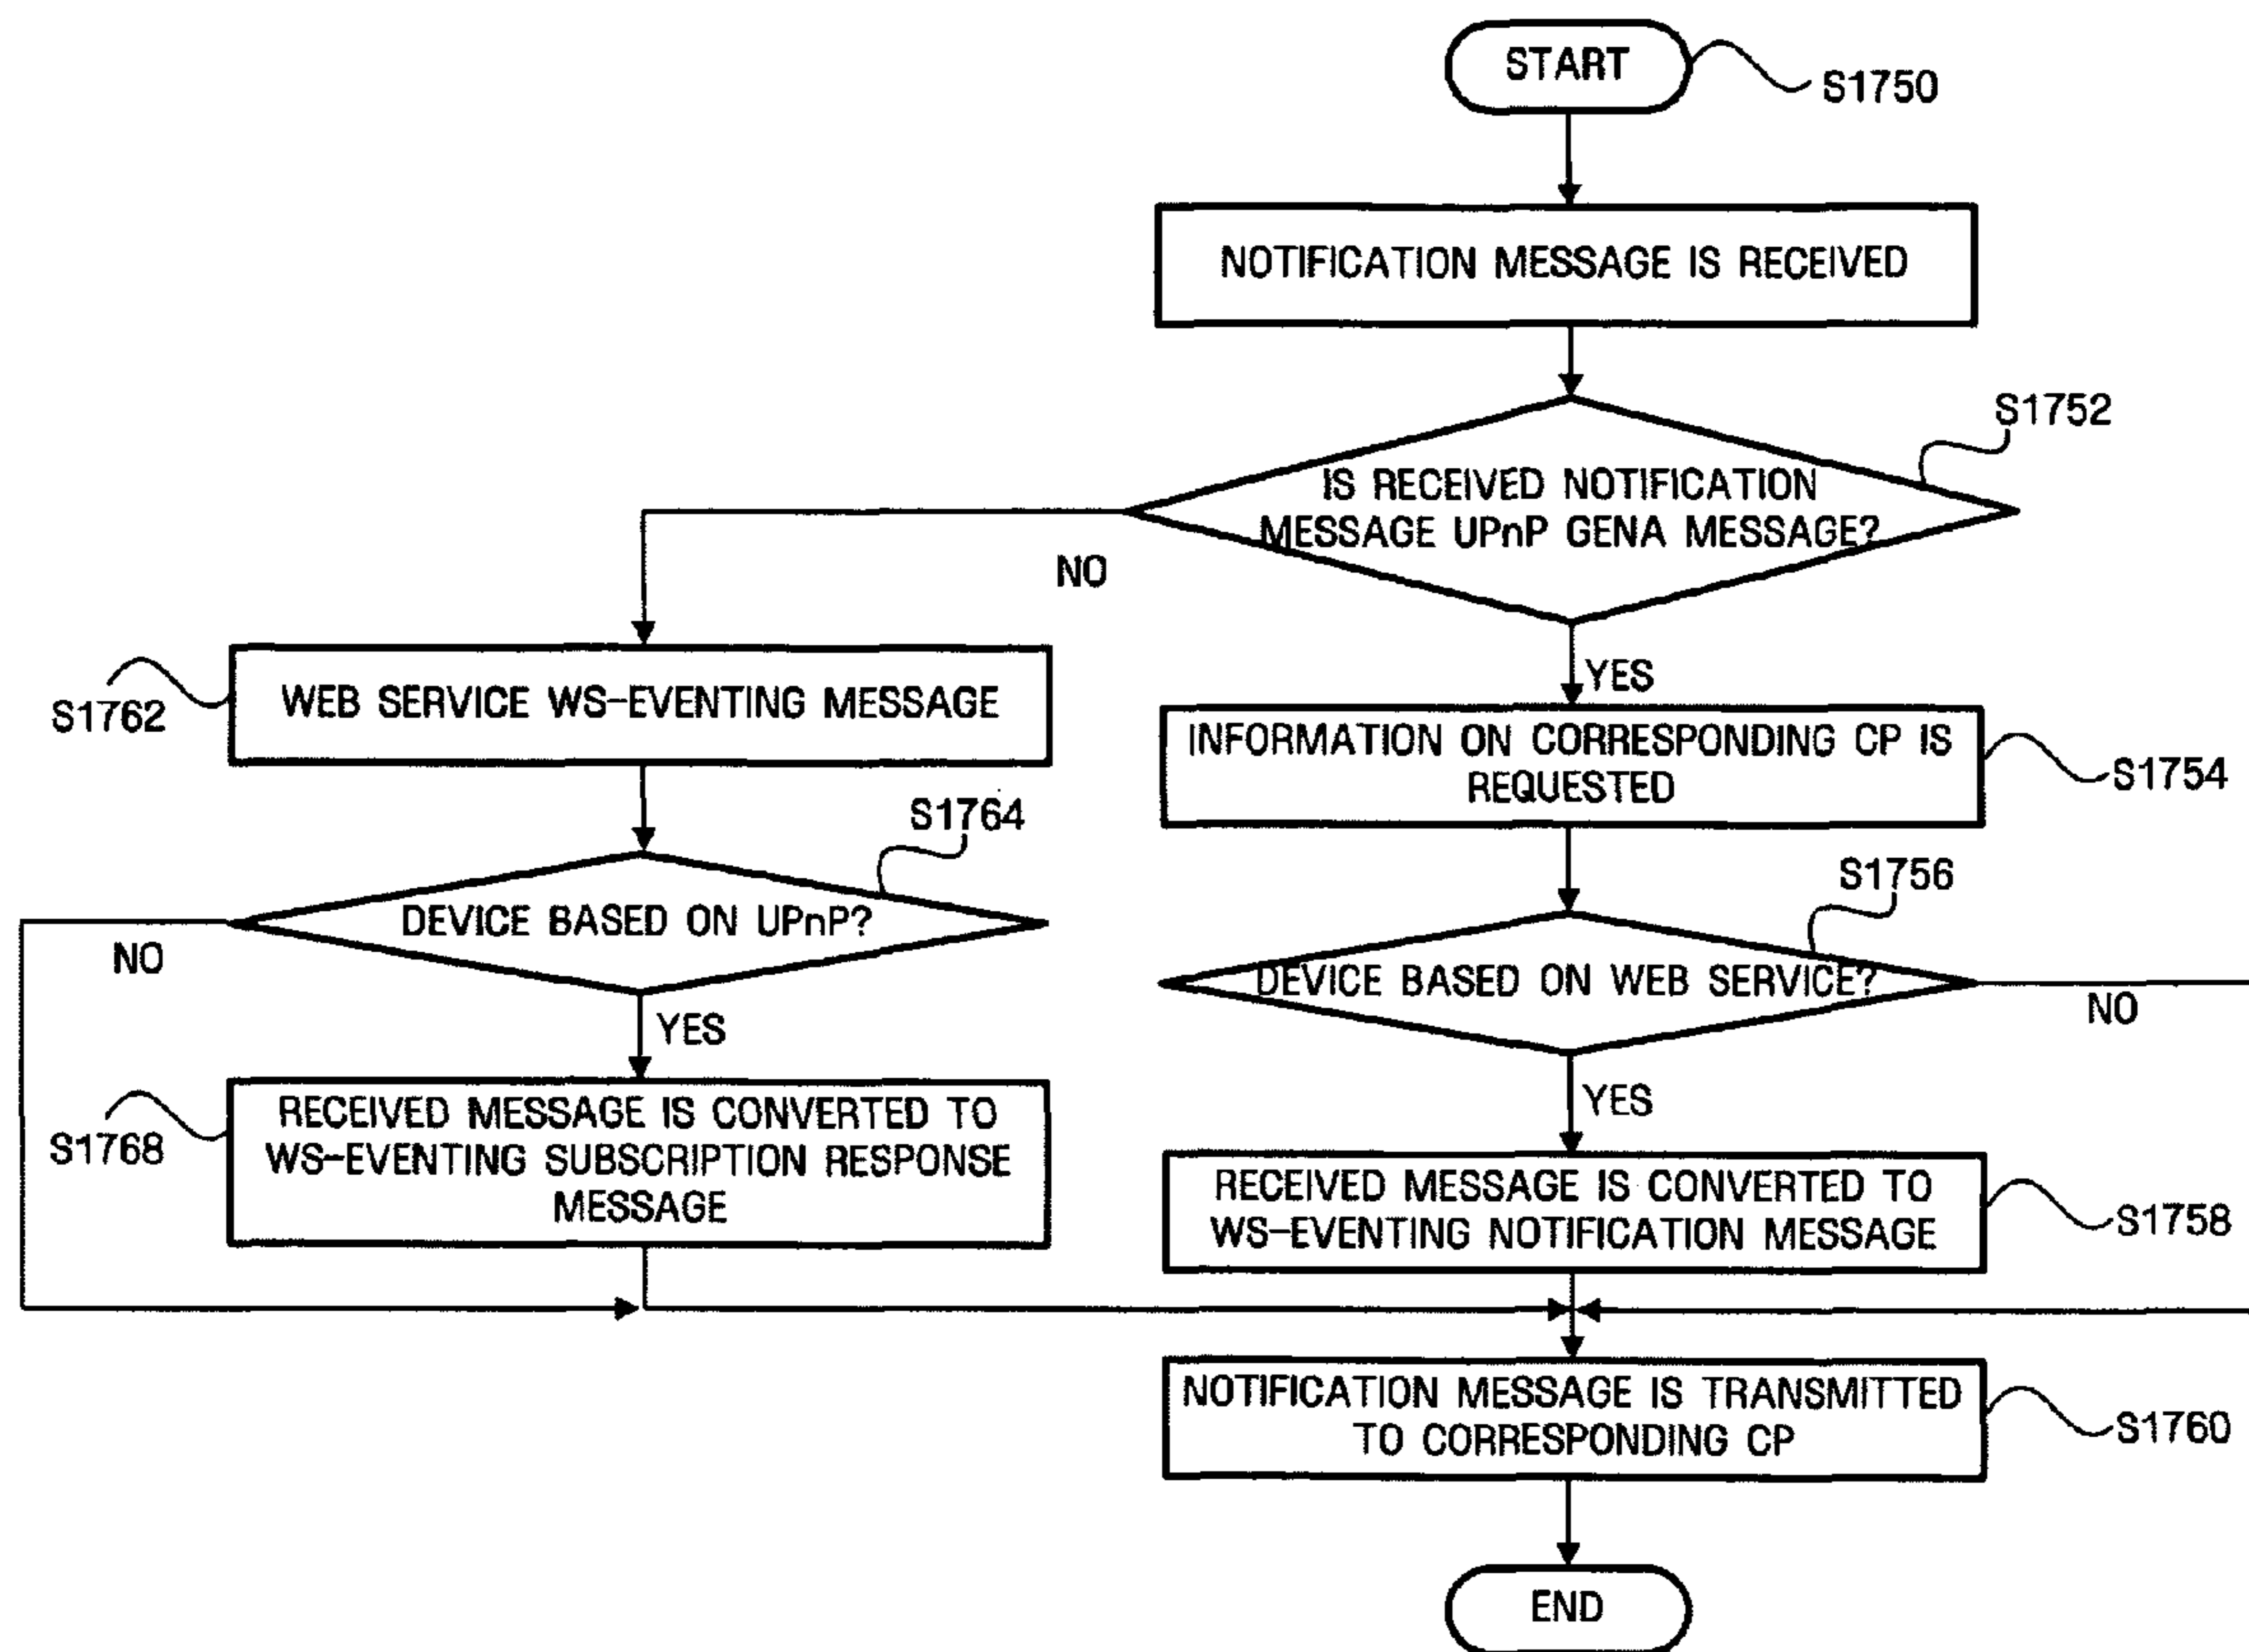 START
S1750
NOTIFICATION MESSAGE IS RECEIVED
S1752
IS RECEIVED NOTIFICATION
MESSAGE UPnP GENA MESSAGE?
NO
YES
WEB SERVICE WS-EVENTING MESSAGE
S1762
INFORMATION ON CORRESPONDING CP IS
REQUESTED
S1754
S1764
DEVICE BASED ON UPnP?
NO
YES
S1756
DEVICE BASED ON WEB SERVICE?
NO
YES
RECEIVED MESSAGE IS CONVERTED TO
WS-EVENTING SUBSCRIPTION RESPONSE
MESSAGE
S1768
RECEIVED MESSAGE IS CONVERTED TO
WS-EVENTING NOTIFICATION MESSAGE
S1758
NOTIFICATION MESSAGE IS TRANSMITTED
TO CORRESPONDING CP
S1760
END